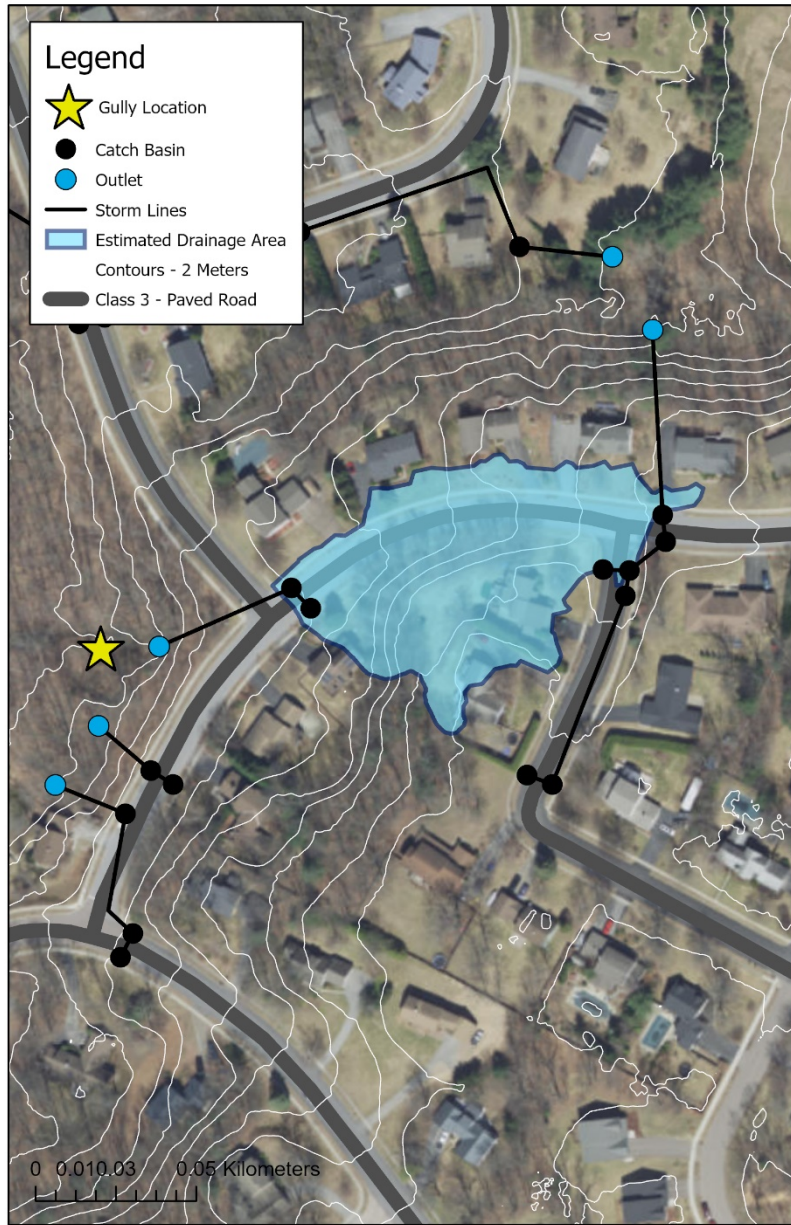 Legend
Gully Location
Catch Basin
Outlet
Storm Lines
Estimated Drainage Area
Contours - 2 Meters
Class 3 - Paved Road
0 0.010.03 0.05 Kilometers